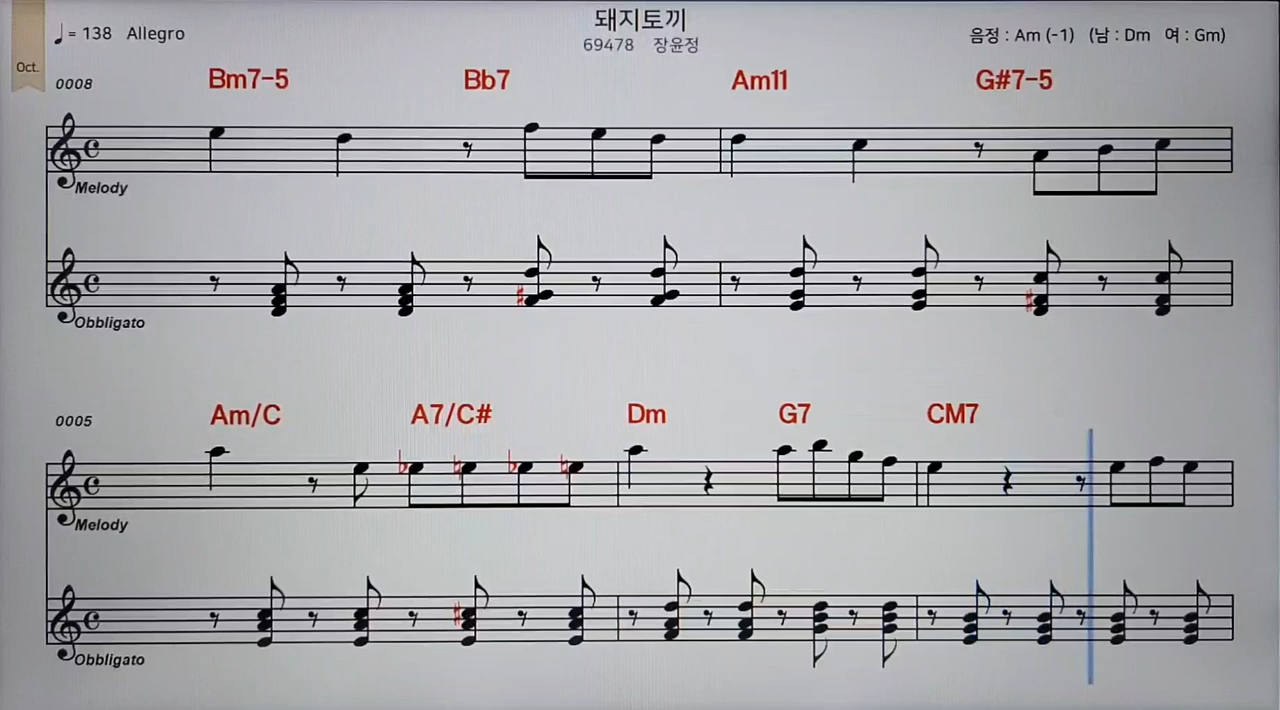 돼지토끼
♩= 138 Allegro
69478 장윤정
음정 : Am (-1) (남 : Dm 여 : Gm)
Oct.
0008
Bm7-5 Bb7 Am11 G#7-5
Melody
Obbligato
0005
Am/C A7/C# Dm G7 CM7
Melody
Obbligato